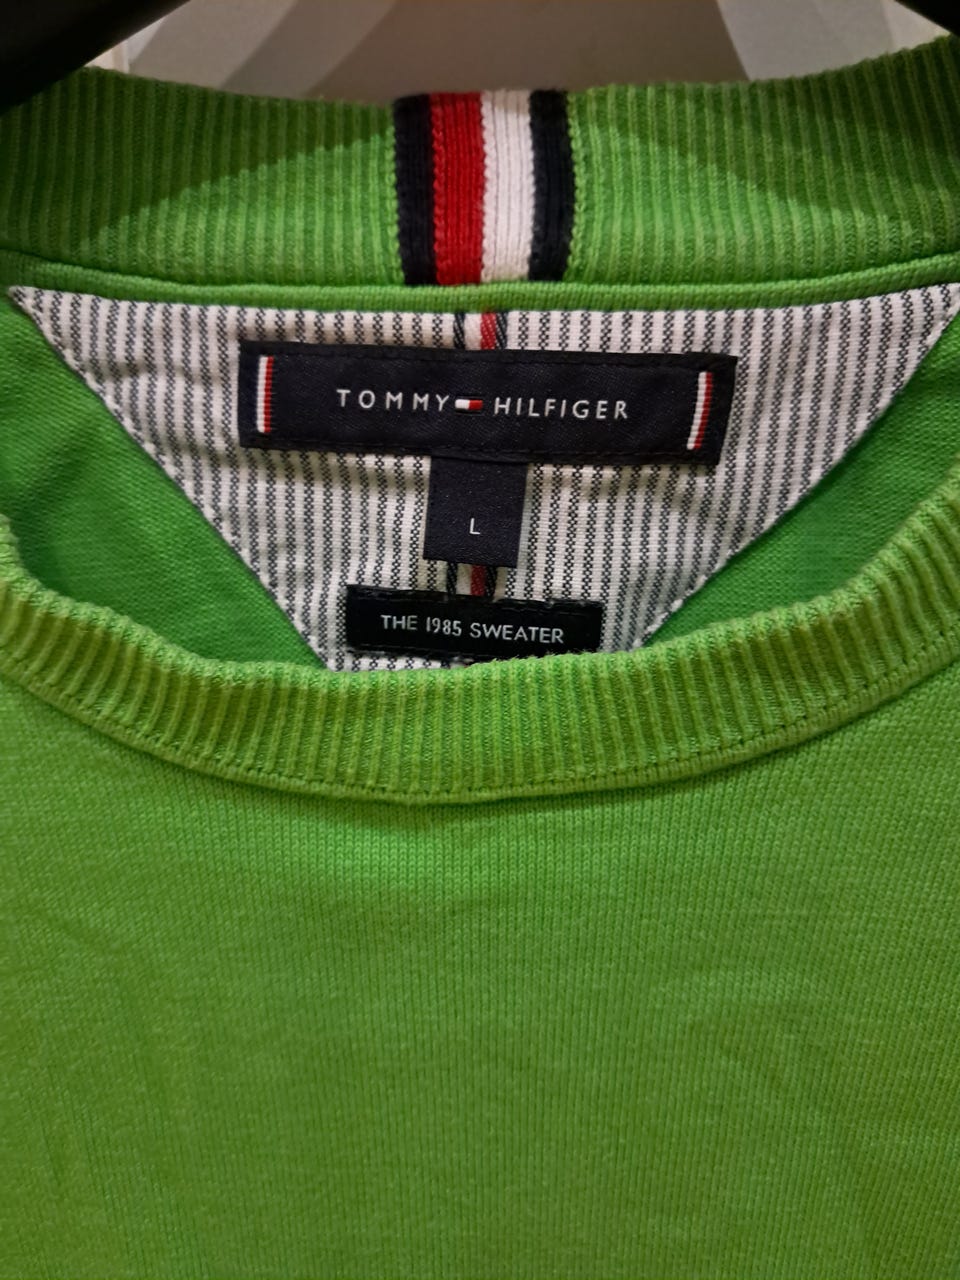 TOMMY HILFIGER
L
THE 1985 SWEATER